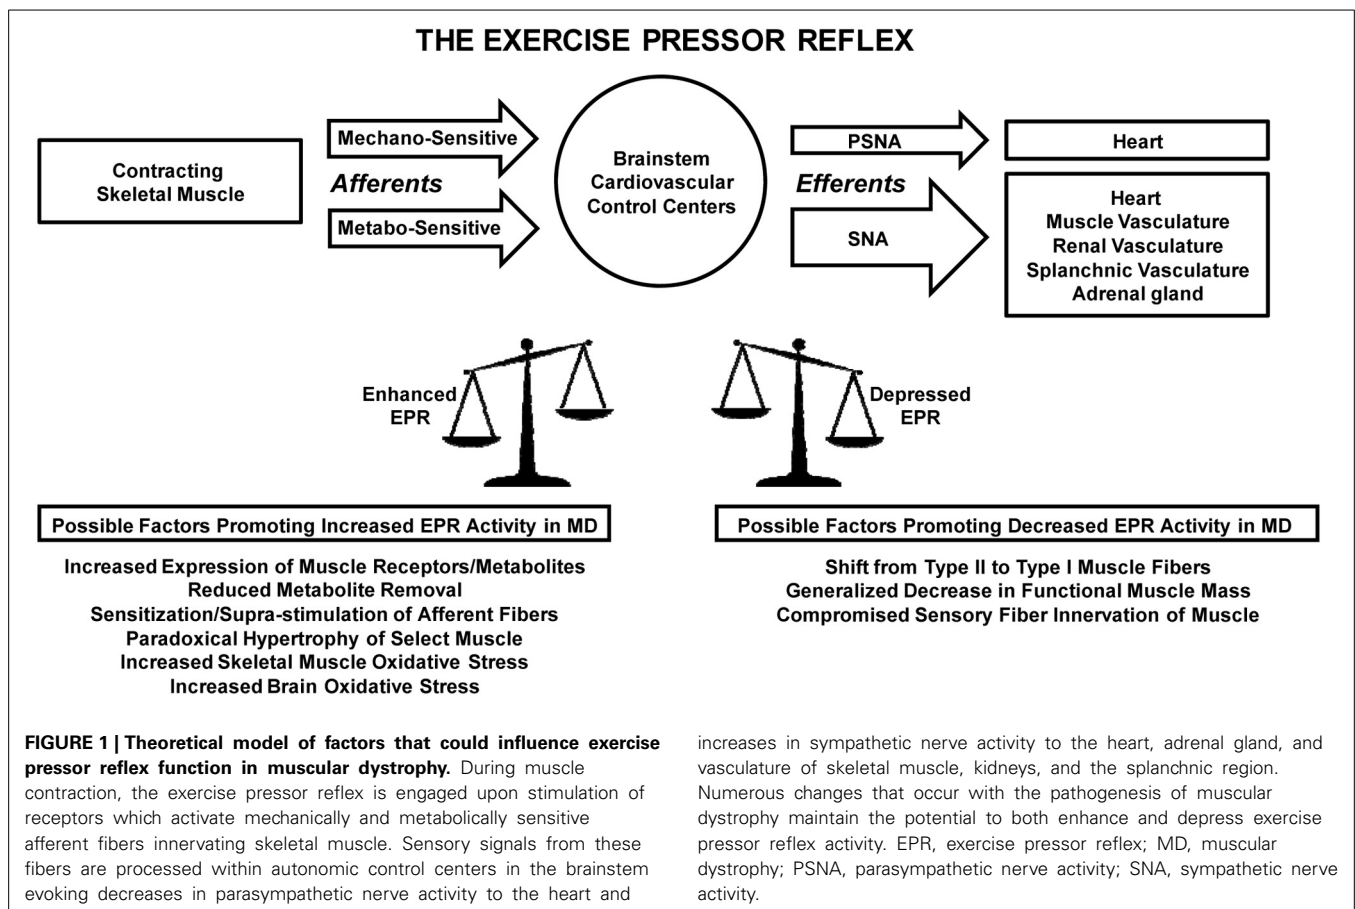 THE EXERCISE PRESSOR REFLEX
Contracting
Skeletal Muscle
Mechano-Sensitive
Afferents
Metabo-Sensitive
Brainstem
Cardiovascular
Control Centers
PSNA
Efferents
SNA
Heart
Heart
Muscle Vasculature
Renal Vasculature
Splanchnic Vasculature
Adrenal gland
Enhanced
EPR
Depressed
EPR
Possible Factors Promoting Increased EPR Activity in MD
Increased Expression of Muscle Receptors/Metabolites
Reduced Metabolite Removal
Sensitization/Supra-stimulation of Afferent Fibers
Paradoxical Hypertrophy of Select Muscle
Increased Skeletal Muscle Oxidative Stress
Increased Brain Oxidative Stress
Possible Factors Promoting Decreased EPR Activity in MD
Shift from Type II to Type I Muscle Fibers
Generalized Decrease in Functional Muscle Mass
Compromised Sensory Fiber Innervation of Muscle
FIGURE 1 | Theoretical model of factors that could influence exercise
pressor reflex function in muscular dystrophy. During muscle
contraction, the exercise pressor reflex is engaged upon stimulation of
receptors which activate mechanically and metabolically sensitive
afferent fibers innervating skeletal muscle. Sensory signals from these
fibers are processed within autonomic control centers in the brainstem
evoking decreases in parasympathetic nerve activity to the heart and
increases in sympathetic nerve activity to the heart, adrenal gland, and
vasculature of skeletal muscle, kidneys, and the splanchnic region.
Numerous changes that occur with the pathogenesis of muscular
dystrophy maintain the potential to both enhance and depress exercise
pressor reflex activity. EPR, exercise pressor reflex; MD, muscular
dystrophy; PSNA, parasympathetic nerve activity; SNA, sympathetic nerve
activity.